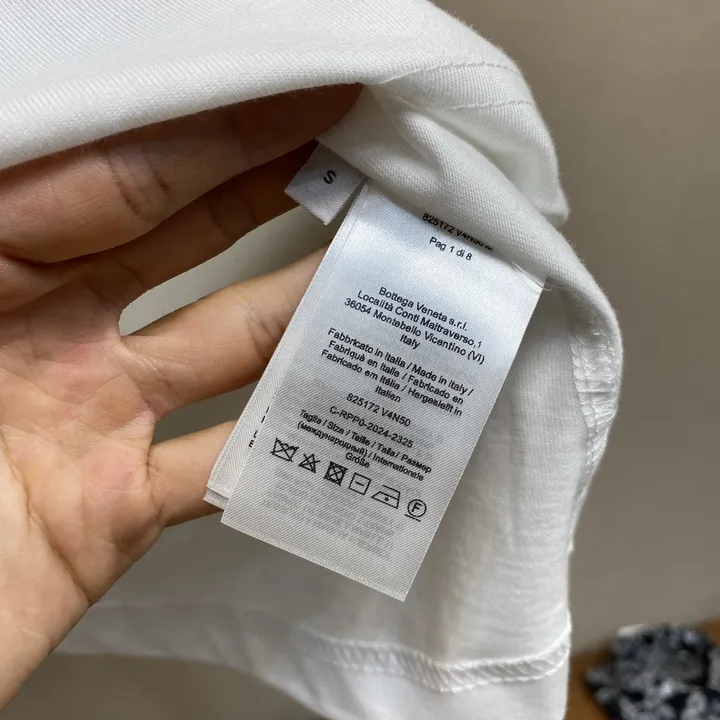 S
825172 V4N50
Pag 1 di 8
Bottega Veneta s.r.l.
Località Conti Maltraverso,1
36054 Montebello Vicentino (VI)
Italy
Fabbricato in Italia / Made in Italy /
Fabriqué en Italie / Fabricado en
Fabricado em Itália / Hergestellt in
Italien
825172 V4N50
C-RPP0-2024-2325
Taglia / Size / Taille / Talla / Размер
(международный) / Internationale
Größe
F